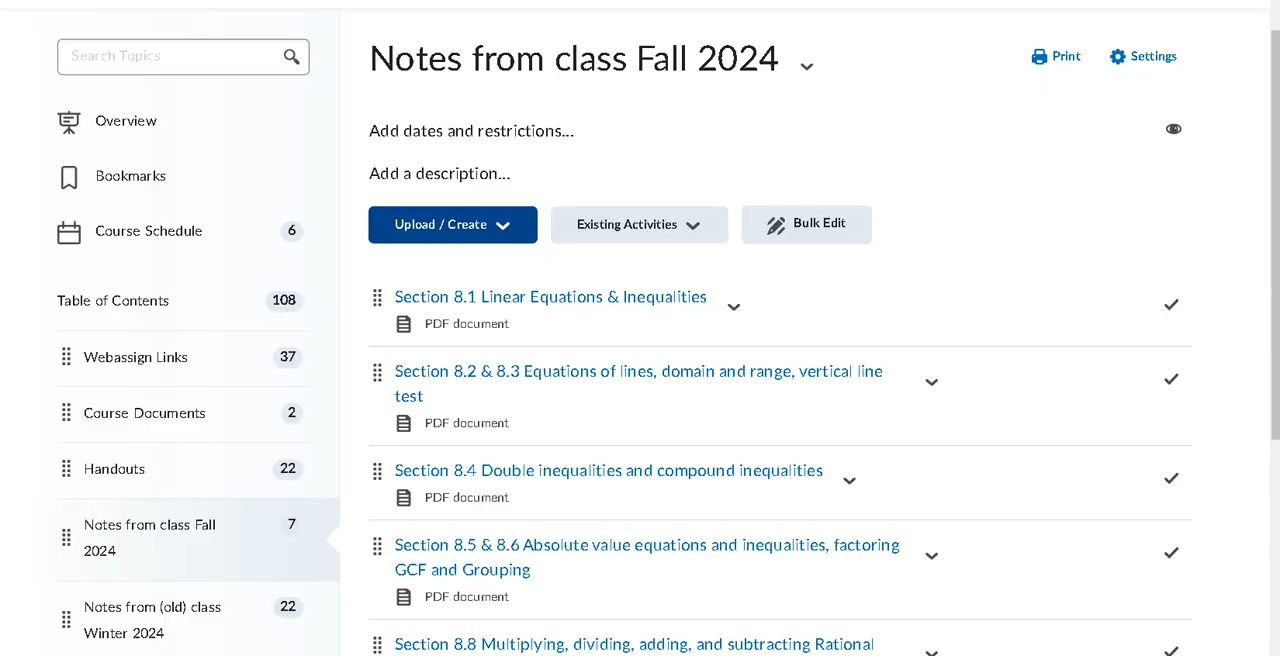 Search Topics
Overview
Bookmarks
Course Schedule 6
Table of Contents 108
Webassign Links 37
Course Documents 2
Handouts 22
Notes from class Fall 7
2024
Notes from (old) class 22
Winter 2024
Notes from class Fall 2024
Print Settings
Add dates and restrictions...
Add a description...
Upload / Create Existing Activities Bulk Edit
Section 8.1 Linear Equations & Inequalities
PDF document
Section 8.2 & 8.3 Equations of lines, domain and range, vertical line
test
PDF document
Section 8.4 Double inequalities and compound inequalities
PDF document
Section 8.5 & 8.6 Absolute value equations and inequalities, factoring
GCF and Grouping
PDF document
Section 8.8 Multiplying, dividing, adding, and subtracting Rational